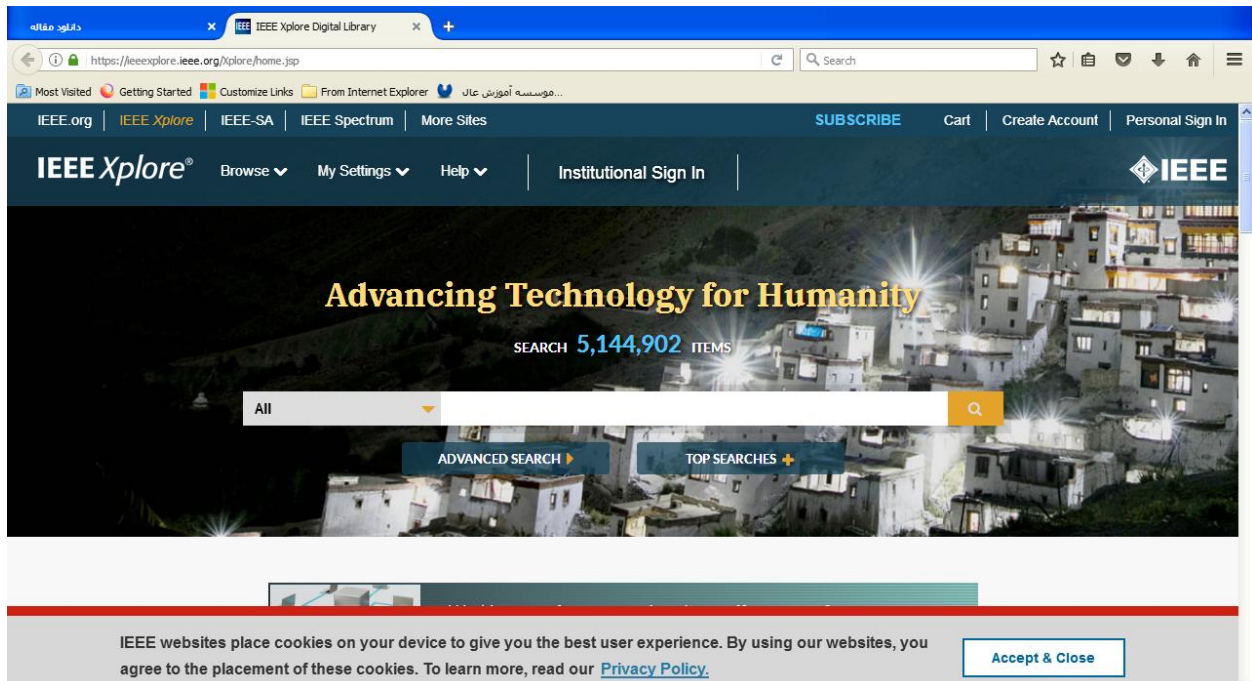 دانلود مقاله
IEEE IEEE Xplore Digital Library
https://ieeexplore.ieee.org/Xplore/home.jsp
Search
Most Visited Getting Started Customize Links From Internet Explorer موسسه آموزش عال...
IEEE.org IEEE Xplore IEEE-SA IEEE Spectrum More Sites SUBSCRIBE Cart Create Account Personal Sign In
IEEE Xplore® Browse My Settings Help Institutional Sign In IEEE
Advancing Technology for Humanity
SEARCH 5,144,902 ITEMS
All
ADVANCED SEARCH TOP SEARCHES
IEEE websites place cookies on your device to give you the best user experience. By using our websites, you
agree to the placement of these cookies. To learn more, read our Privacy Policy.
Accept & Close